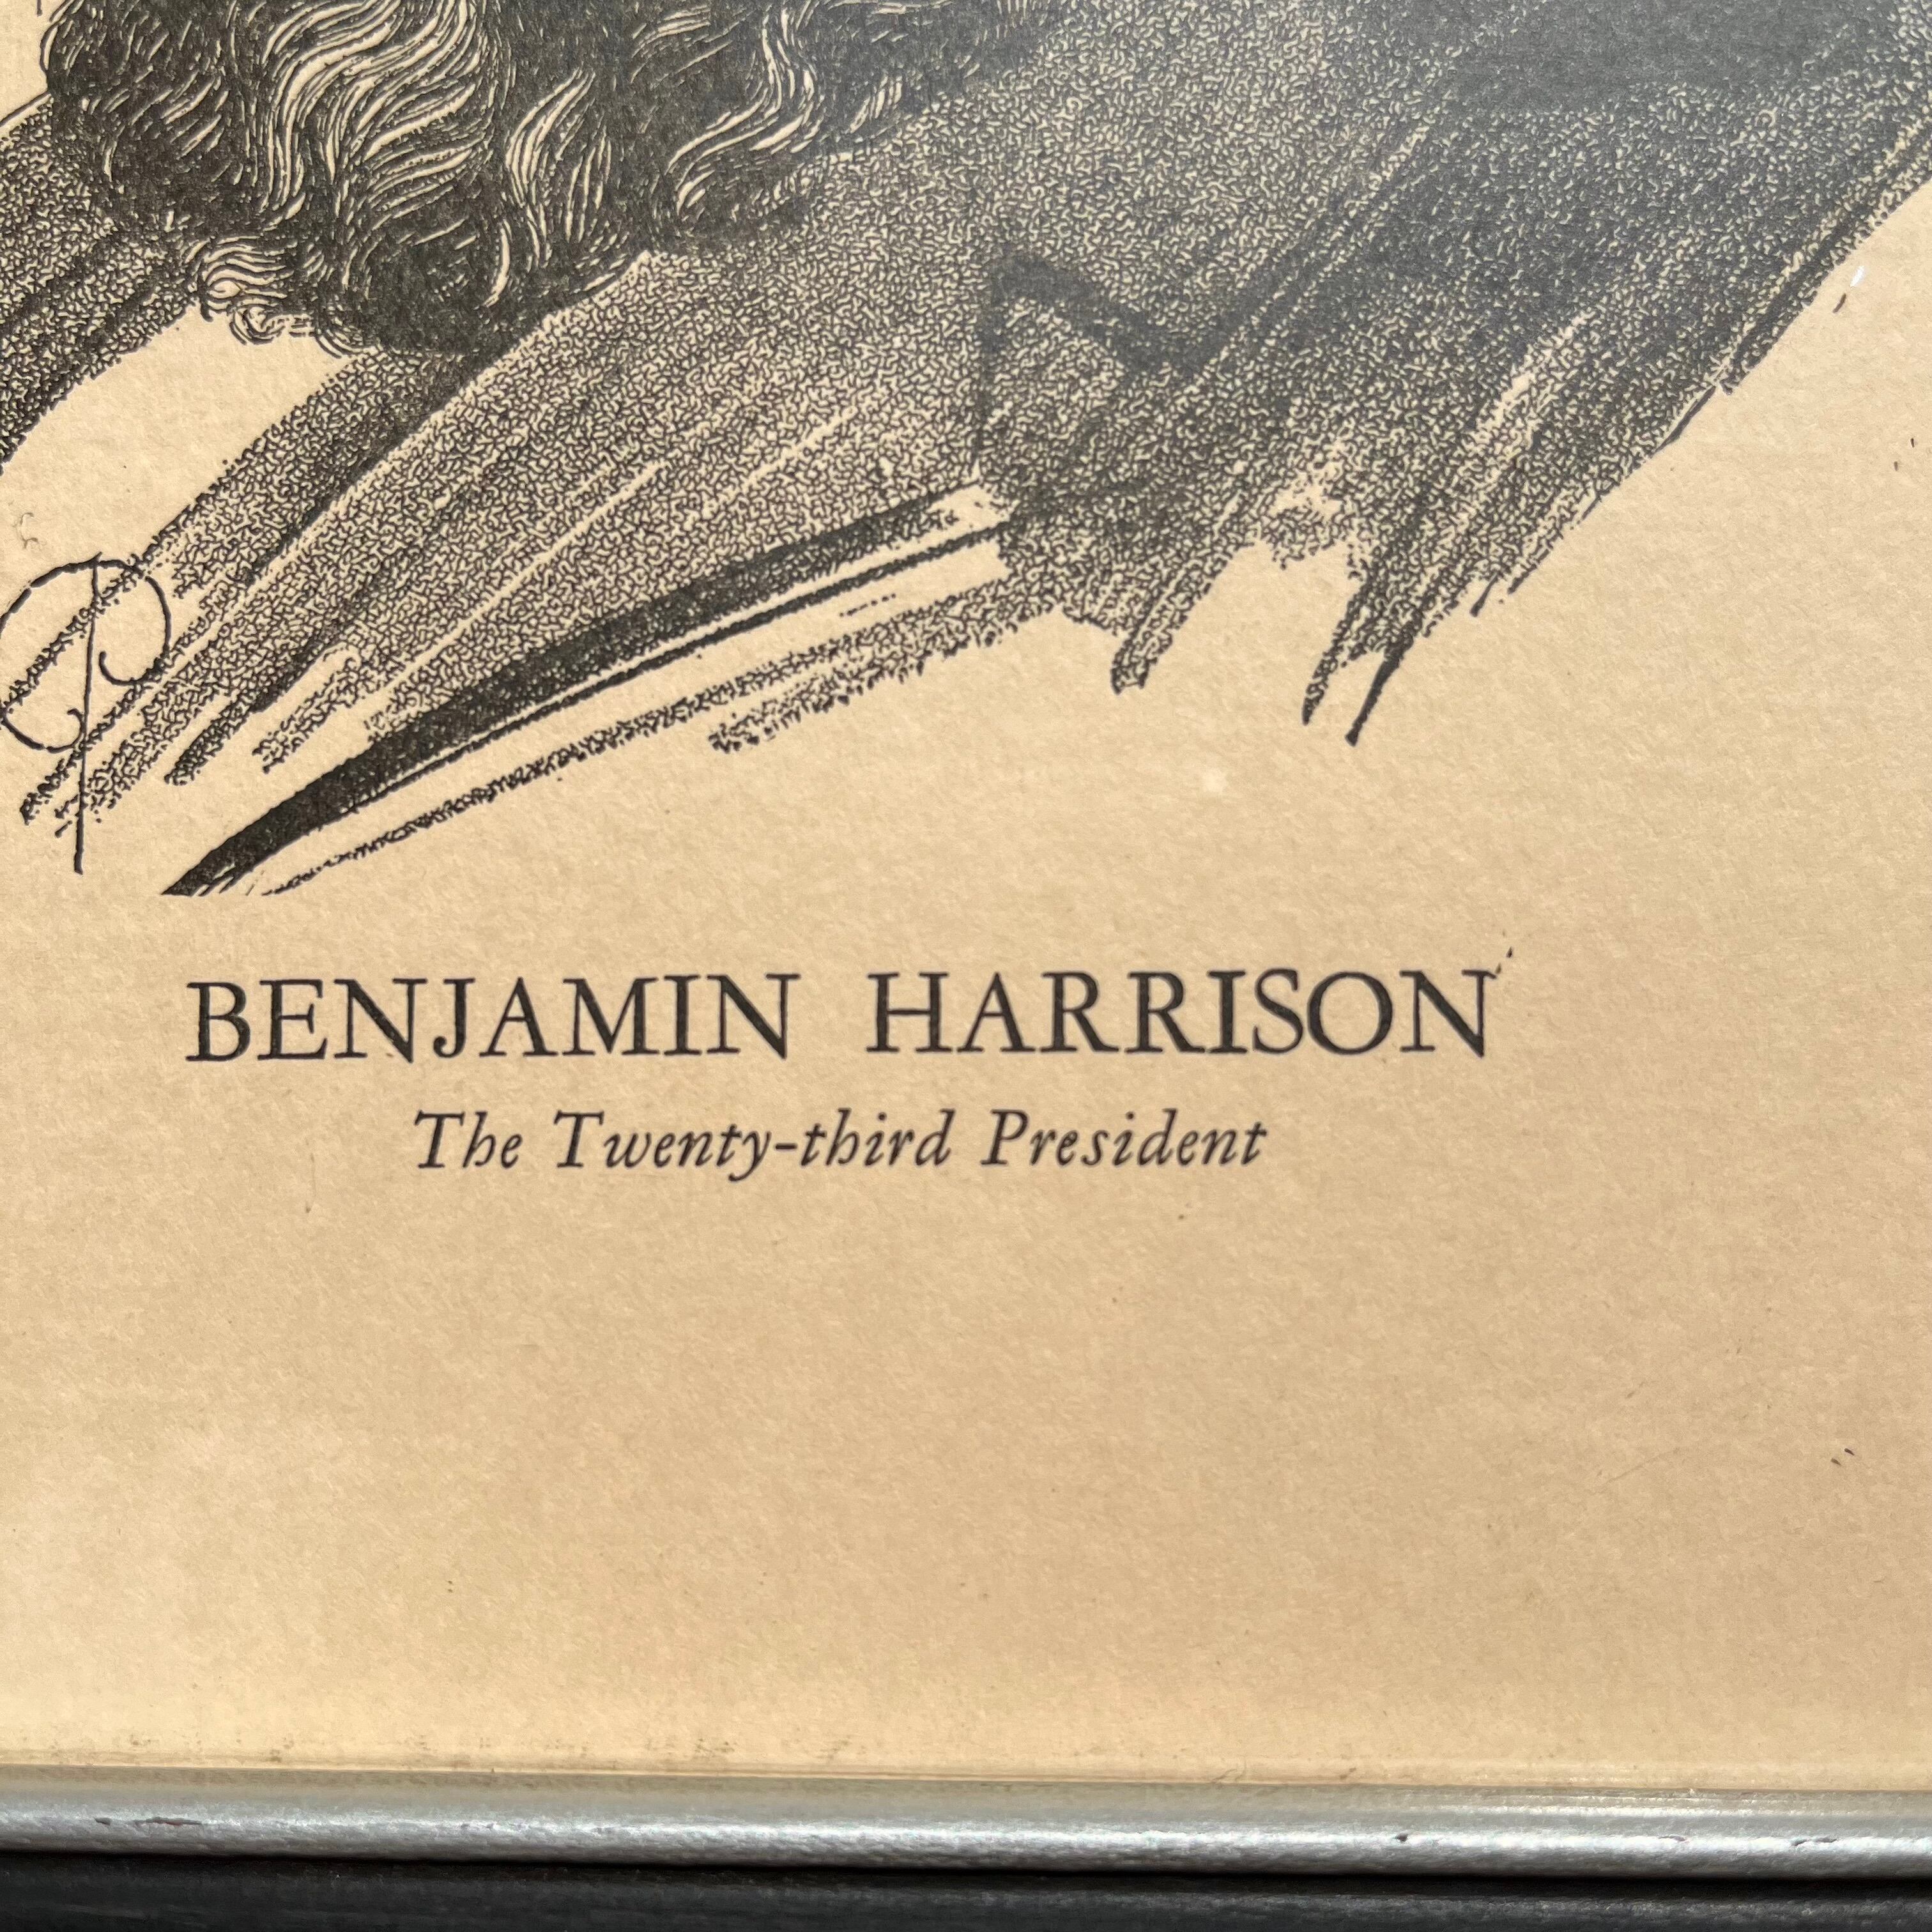 BENJAMIN HARRISON
The Twenty-third President